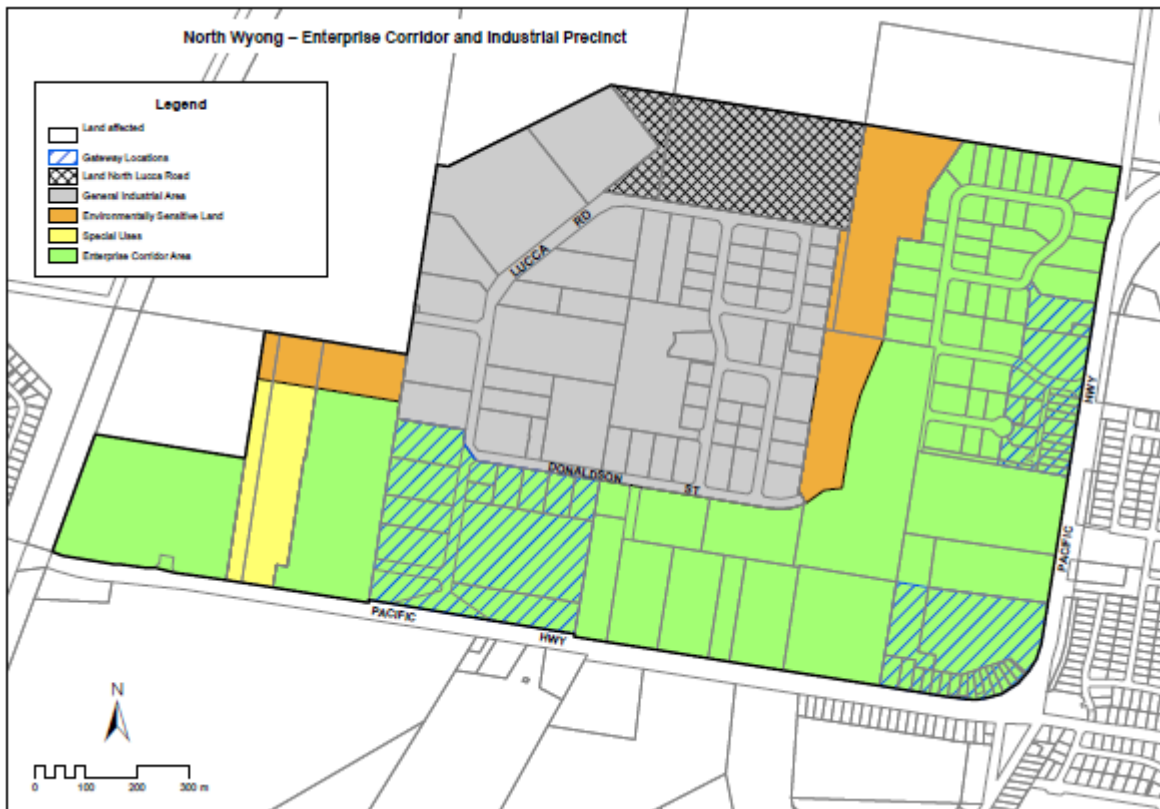 North Wyong – Enterprise Corridor and Industrial Precinct
Legend
Land affected
Gateway Locations
Land North Lucca Road
General Industrial Area
Environmentally Sensitive Land
Special Uses
Enterprise Corridor Area
LUCCA RD
DONALDSON ST
HWY
PACIFIC
PACIFIC HWY
N
0 100 200 300 m